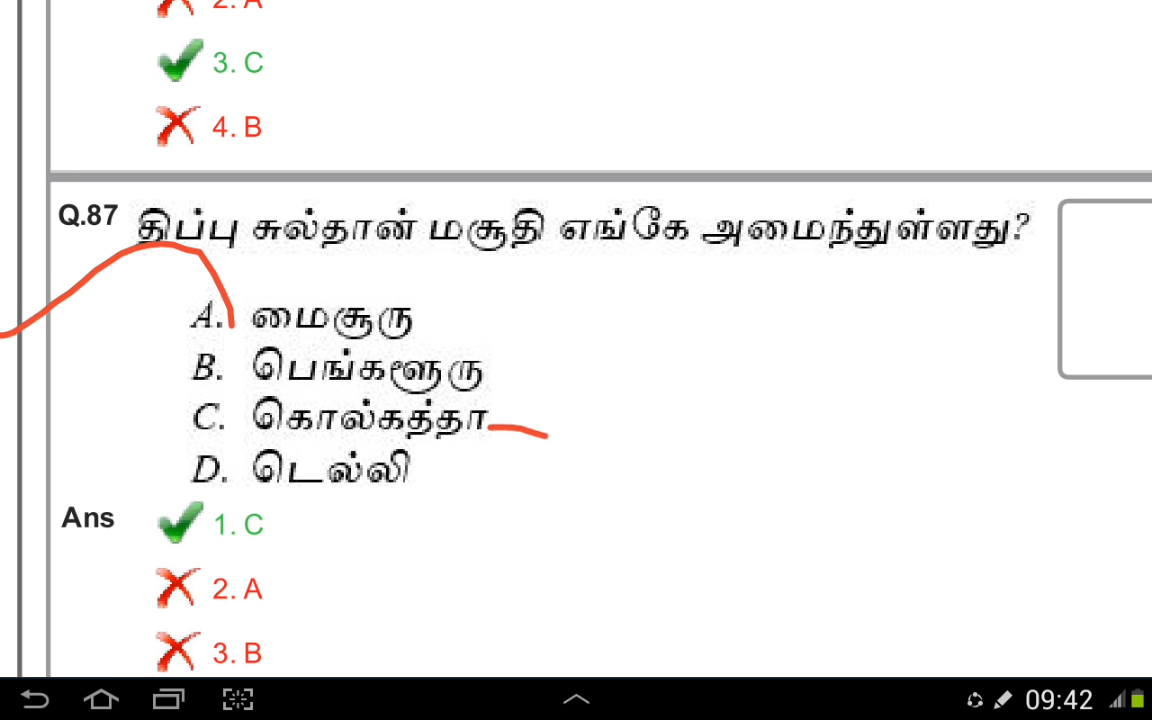 2. A
3. C
4. B
Q.87 திப்பு சுல்தான் மசூதி எங்கே அமைந்துள்ளது?
A. மைசூரு
B. பெங்களூரு
C. கொல்கத்தா
D. டெல்லி
Ans 1. C
2. A
3. B
09:42